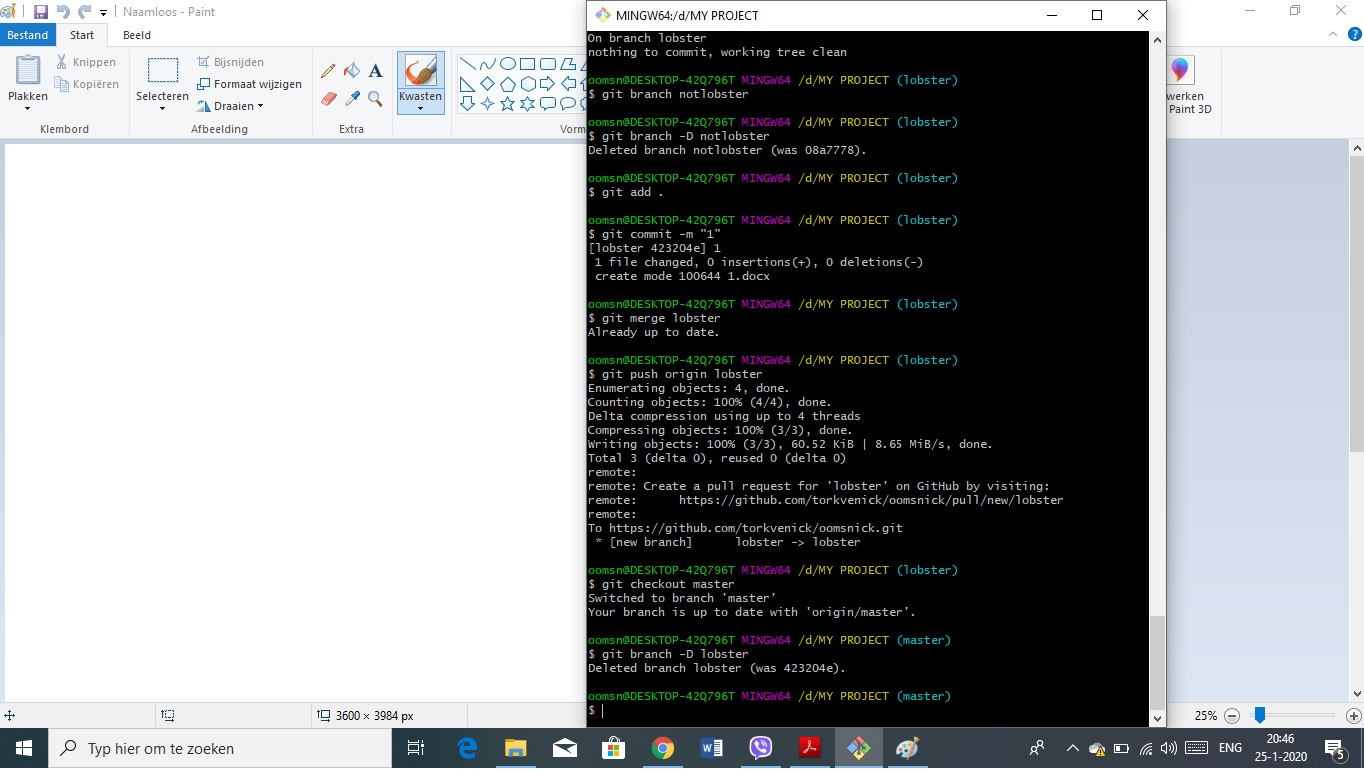 Naamloos - Paint
Bestand
Start
Beeld
Plakken
Knippen
Kopiëren
Klembord
Selecteren
Bijsnijden
Formaat wijzigen
Draaien
Afbeelding
Extra
Kwasten
Vorm
werken
Paint 3D
MINGW64:/d/MY PROJECT
On branch lobster
nothing to commit, working tree clean
oomsn@DESKTOP-42Q796T MINGW64 /d/MY PROJECT (lobster)
$ git branch notlobster
oomsn@DESKTOP-42Q796T MINGW64 /d/MY PROJECT (lobster)
$ git branch -D notlobster
Deleted branch notlobster (was 08a7778).
oomsn@DESKTOP-42Q796T MINGW64 /d/MY PROJECT (lobster)
$ git add .
oomsn@DESKTOP-42Q796T MINGW64 /d/MY PROJECT (lobster)
$ git commit -m "1"
[lobster 423204e] 1
1 file changed, 0 insertions(+), 0 deletions(-)
create mode 100644 1.docx
oomsn@DESKTOP-42Q796T MINGW64 /d/MY PROJECT (lobster)
$ git merge lobster
Already up to date.
oomsn@DESKTOP-42Q796T MINGW64 /d/MY PROJECT (lobster)
$ git push origin lobster
Enumerating objects: 4, done.
Counting objects: 100% (4/4), done.
Delta compression using up to 4 threads
Compressing objects: 100% (3/3), done.
Writing objects: 100% (3/3), 60.52 KiB | 8.65 MiB/s, done.
Total 3 (delta 0), reused 0 (delta 0)
remote:
remote: Create a pull request for 'lobster' on GitHub by visiting:
remote:      https://github.com/torkvenick/oomsnick/pull/new/lobster
remote:
To https://github.com/torkvenick/oomsnick.git
* [new branch]      lobster -> lobster
oomsn@DESKTOP-42Q796T MINGW64 /d/MY PROJECT (lobster)
$ git checkout master
Switched to branch 'master'
Your branch is up to date with 'origin/master'.
oomsn@DESKTOP-42Q796T MINGW64 /d/MY PROJECT (master)
$ git branch -D lobster
Deleted branch lobster (was 423204e).
oomsn@DESKTOP-42Q796T MINGW64 /d/MY PROJECT (master)
$
3600 × 3984 px
25%
Typ hier om te zoeken
ENG
20:46
25-1-2020
5